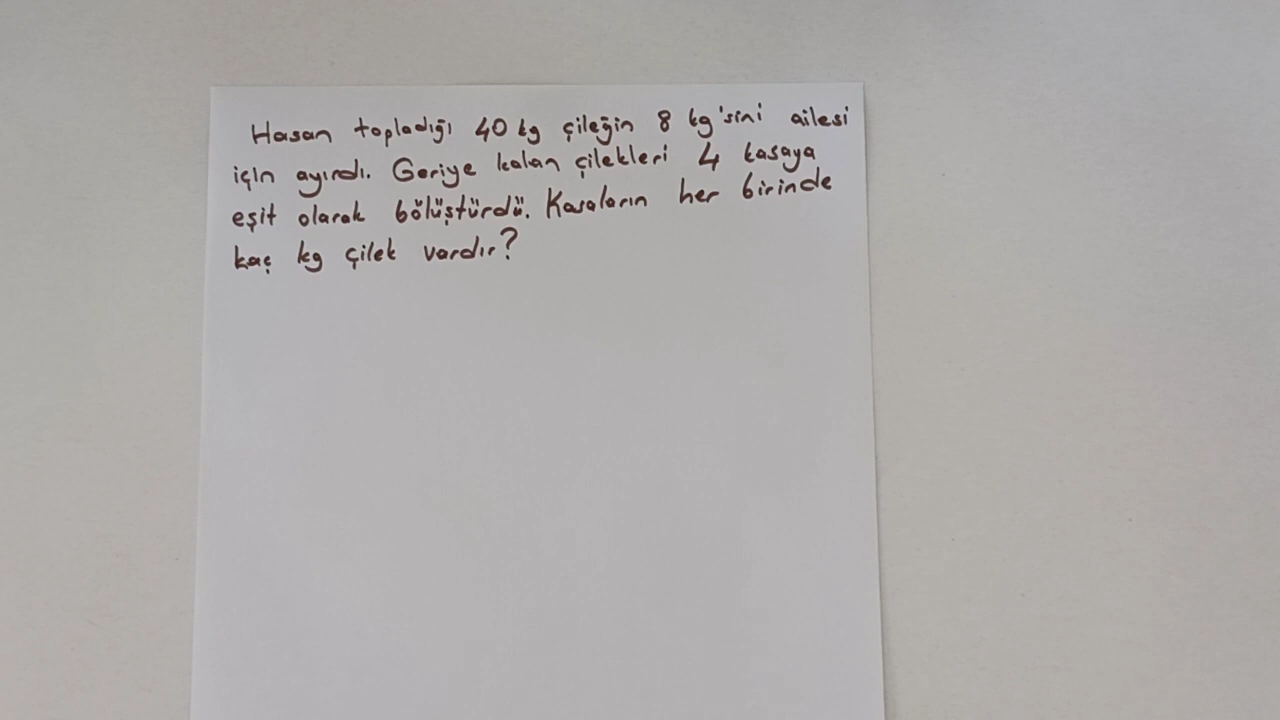 Hasan topladığı 40 kg çileğin 8 kg'sini ailesi
için ayırdı. Geriye kalan çilekleri 4 kasaya
eşit olarak bölüştürdü. Kasaların her birinde
kaç kg çilek vardır?